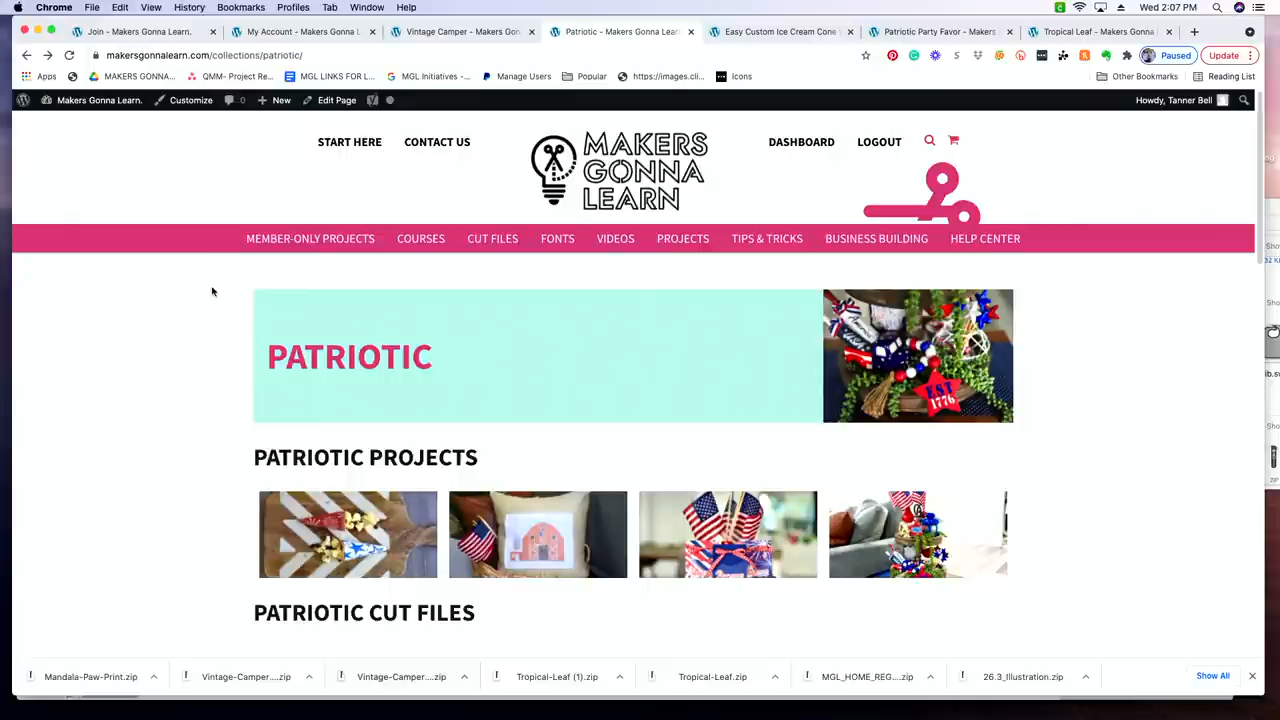 Chrome File Edit View History Bookmarks Profiles Tab Window Help Wed 2:07 PM
Join - Makers Gonna Learn. My Account - Makers Gonna L Vintage Camper - Makers Gon Patriotic - Makers Gonna Learn Easy Custom Ice Cream Cone Patriotic Party Favor - Makers Tropical Leaf - Makers Gonna L
makersgonnalearn.com/collections/patriotic/ Paused Update
Apps MAKERS GONNA... QMM- Project Re... MGL LINKS FOR L... MGL Initiatives -... Manage Users Popular https://images.cli... Icons Other Bookmarks Reading List
Makers Gonna Learn. Customize 0 New Edit Page Howdy, Tanner Bell
START HERE CONTACT US DASHBOARD LOGOUT
MAKERS
GONNA
LEARN
MEMBER-ONLY PROJECTS COURSES CUT FILES FONTS VIDEOS PROJECTS TIPS & TRICKS BUSINESS BUILDING HELP CENTER
PATRIOTIC
EST
1776
PATRIOTIC PROJECTS
PATRIOTIC CUT FILES
Mandala-Paw-Print.zip Vintage-Camper....zip Vintage-Camper....zip Tropical-Leaf (1).zip Tropical-Leaf.zip MGL_HOME_REG....zip 26.3_Illustration.zip Show All